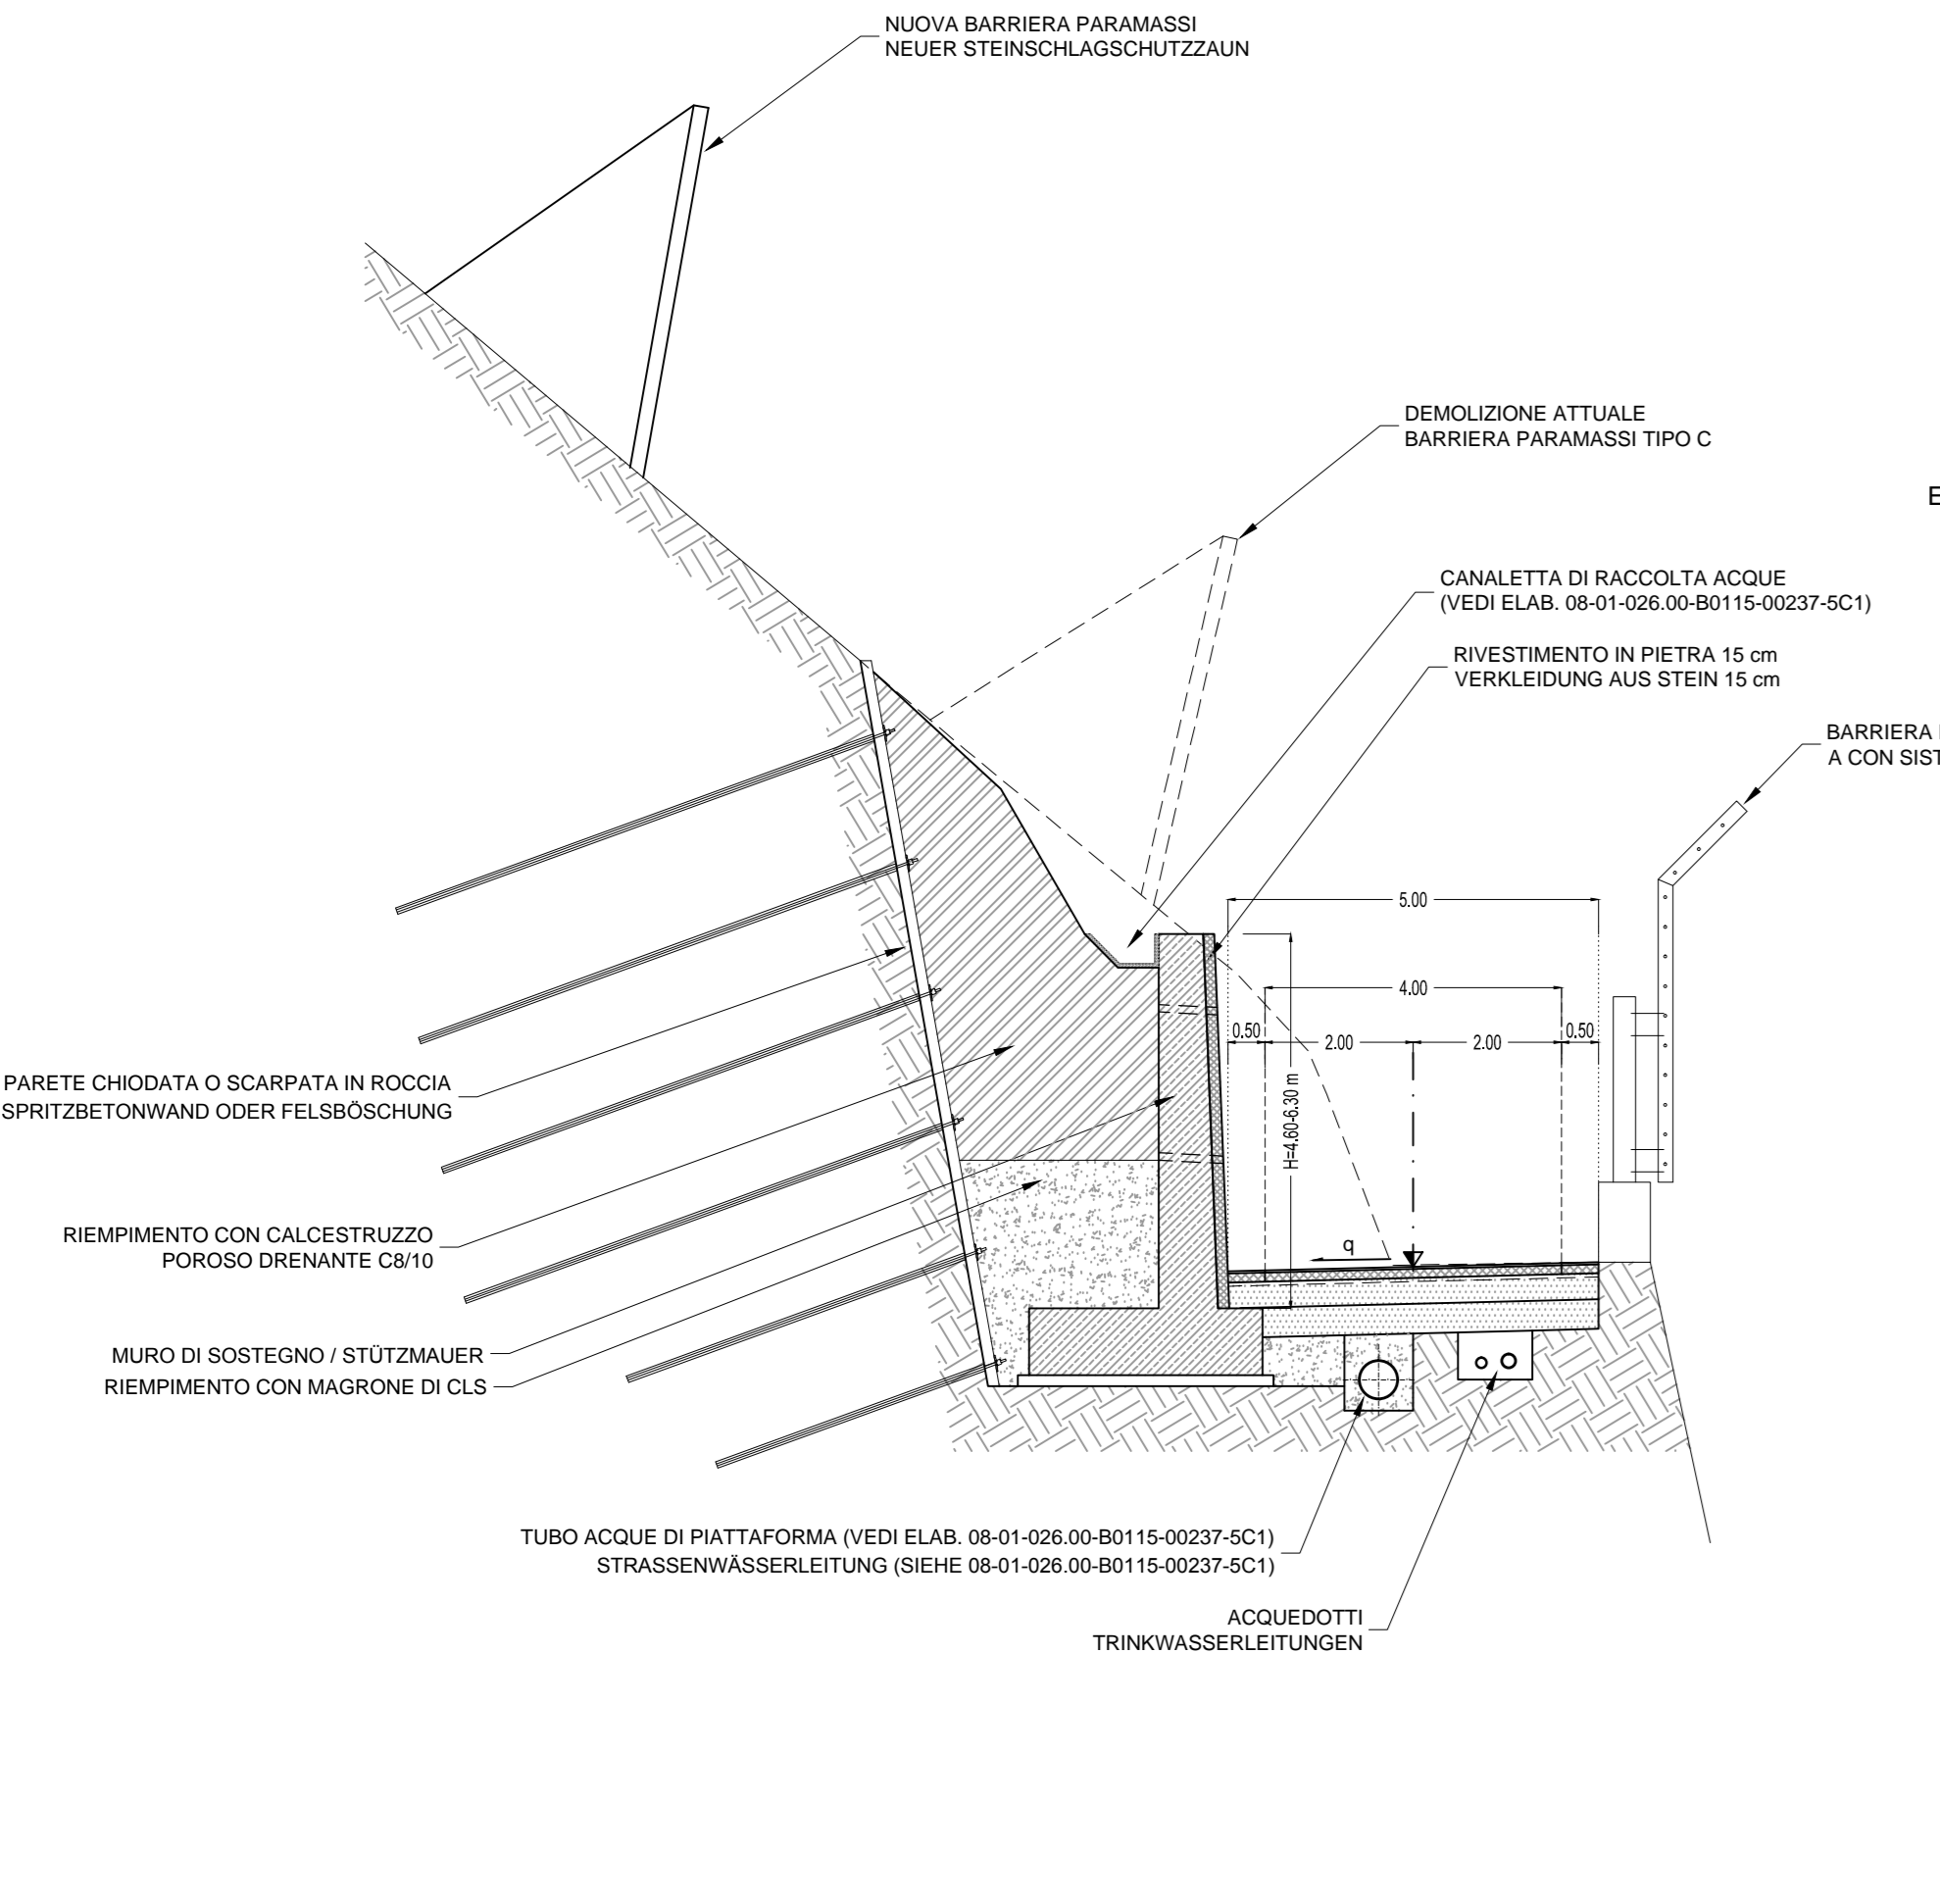 NUOVA BARRIERA PARAMASSI
NEUER STEINSCHLAGSCHUTZZAUN
DEMOLIZIONE ATTUALE
BARRIERA PARAMASSI TIPO C
E
CANALETTA DI RACCOLTA ACQUE
(VEDI ELAB. 08-01-026.00-B0115-00237-5C1)
RIVESTIMENTO IN PIETRA 15 cm
VERKLEIDUNG AUS STEIN 15 cm
BARRIERA
A CON SIST
5.00
4.00
0.50
2.00
2.00
0.50
H=4.60-6.30 m
q
PARETE CHIODATA O SCARPATA IN ROCCIA
SPRITZBETONWAND ODER FELSBÖSCHUNG
RIEMPIMENTO CON CALCESTRUZZO
POROSO DRENANTE C8/10
MURO DI SOSTEGNO / STÜTZMAUER
RIEMPIMENTO CON MAGRONE DI CLS
TUBO ACQUE DI PIATTAFORMA (VEDI ELAB. 08-01-026.00-B0115-00237-5C1)
STRASSENWÄSSERLEITUNG (SIEHE 08-01-026.00-B0115-00237-5C1)
ACQUEDOTTI
TRINKWASSERLEITUNGEN